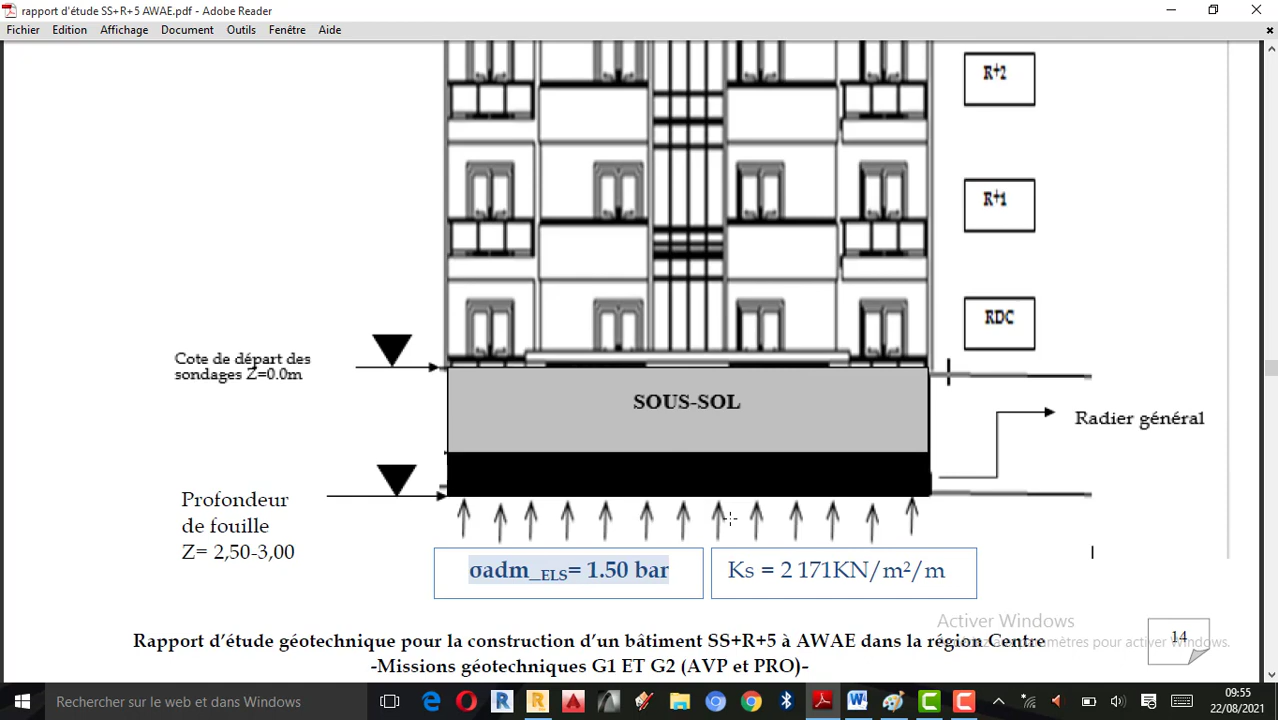 rapport d'étude SS+R+5 AWAE.pdf - Adobe Reader
Fichier Edition Affichage Document Outils Fenêtre Aide
R+2
R+1
RDC
Cote de départ des
sondages Z=0.0m
SOUS-SOL
Radier général
Profondeur
de fouille
Z= 2,50-3,00
σadm_ELS= 1.50 bar
Ks = 2 171KN/m²/m
Activer Windows
Rapport d'étude géotechnique pour la construction d'un bâtiment SS+R+5 à AWAE dans la région Centre
-Missions géotechniques G1 ET G2 (AVP et PRO)-
14
Rechercher sur le web et dans Windows
09:55
22/08/2021